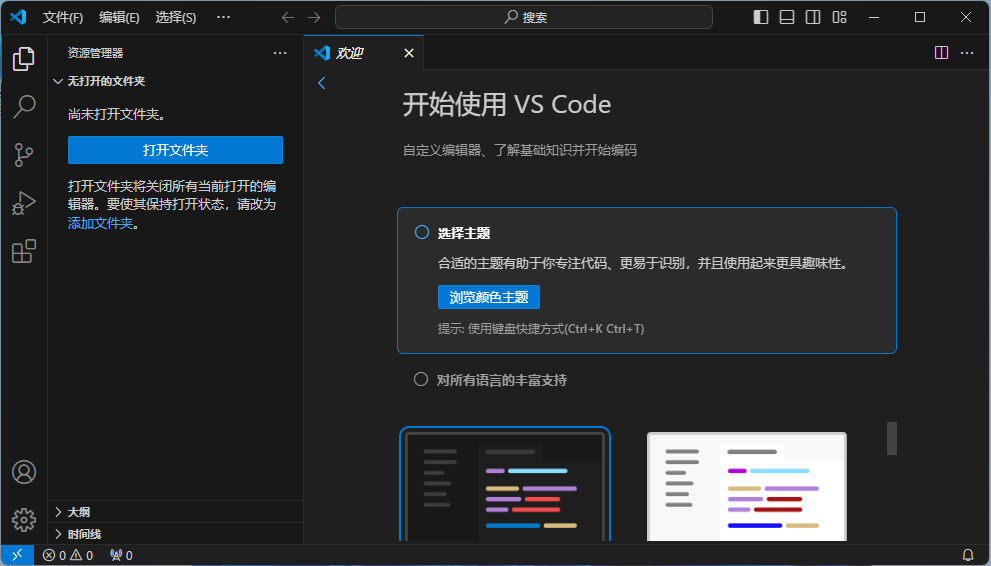 文件(F) 编辑(E) 选择(S) ··· 搜索
资源管理器 ···
无打开的文件夹
尚未打开文件夹。
打开文件夹
打开文件夹将关闭所有当前打开的编
辑器。要使其保持打开状态，请改为
添加文件夹。
大纲
时间线
欢迎
开始使用 VS Code
自定义编辑器、了解基础知识并开始编码
选择主题
合适的主题有助于你专注代码、更易于识别，并且使用起来更具趣味性。
浏览颜色主题
提示: 使用键盘快捷方式(Ctrl+K Ctrl+T)
对所有语言的丰富支持
0 0 0